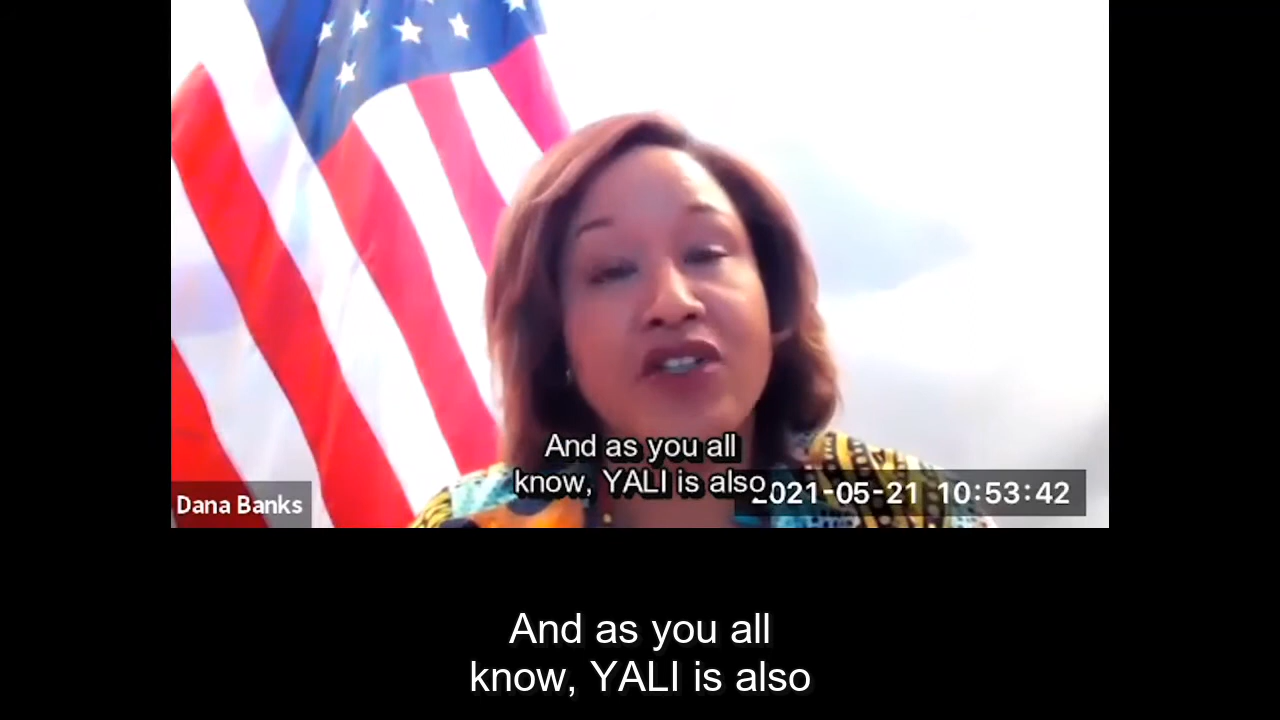 And as you all
know, YALI is also
2021-05-21 10:53:42
Dana Banks
And as you all
know, YALI is also